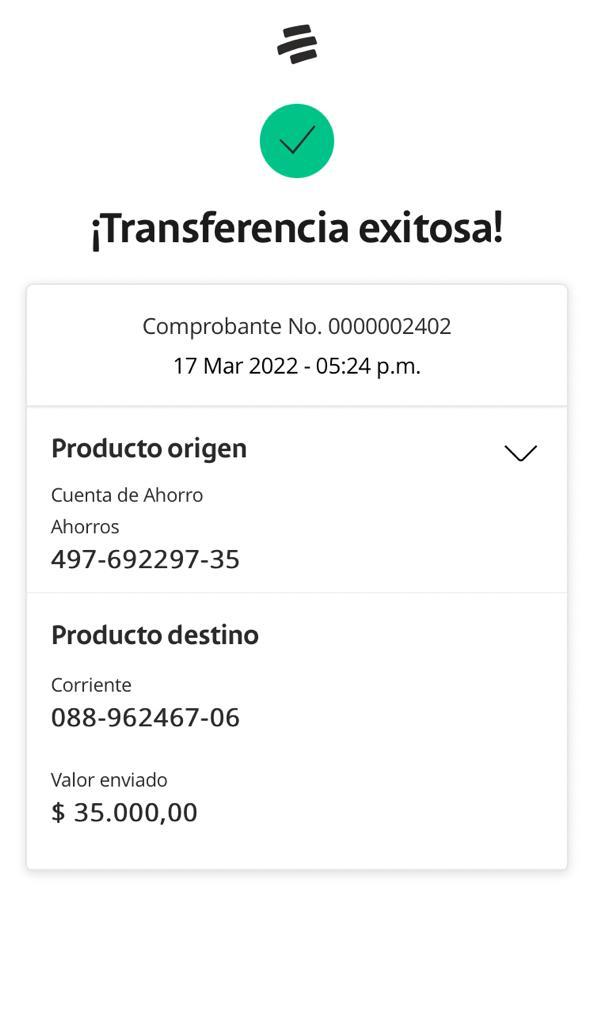 ¡Transferencia exitosa!
Comprobante No. 0000002402
17 Mar 2022 - 05:24 p.m.
Producto origen
Cuenta de Ahorro
Ahorros
497-692297-35
Producto destino
Corriente
088-962467-06
Valor enviado
$ 35.000,00